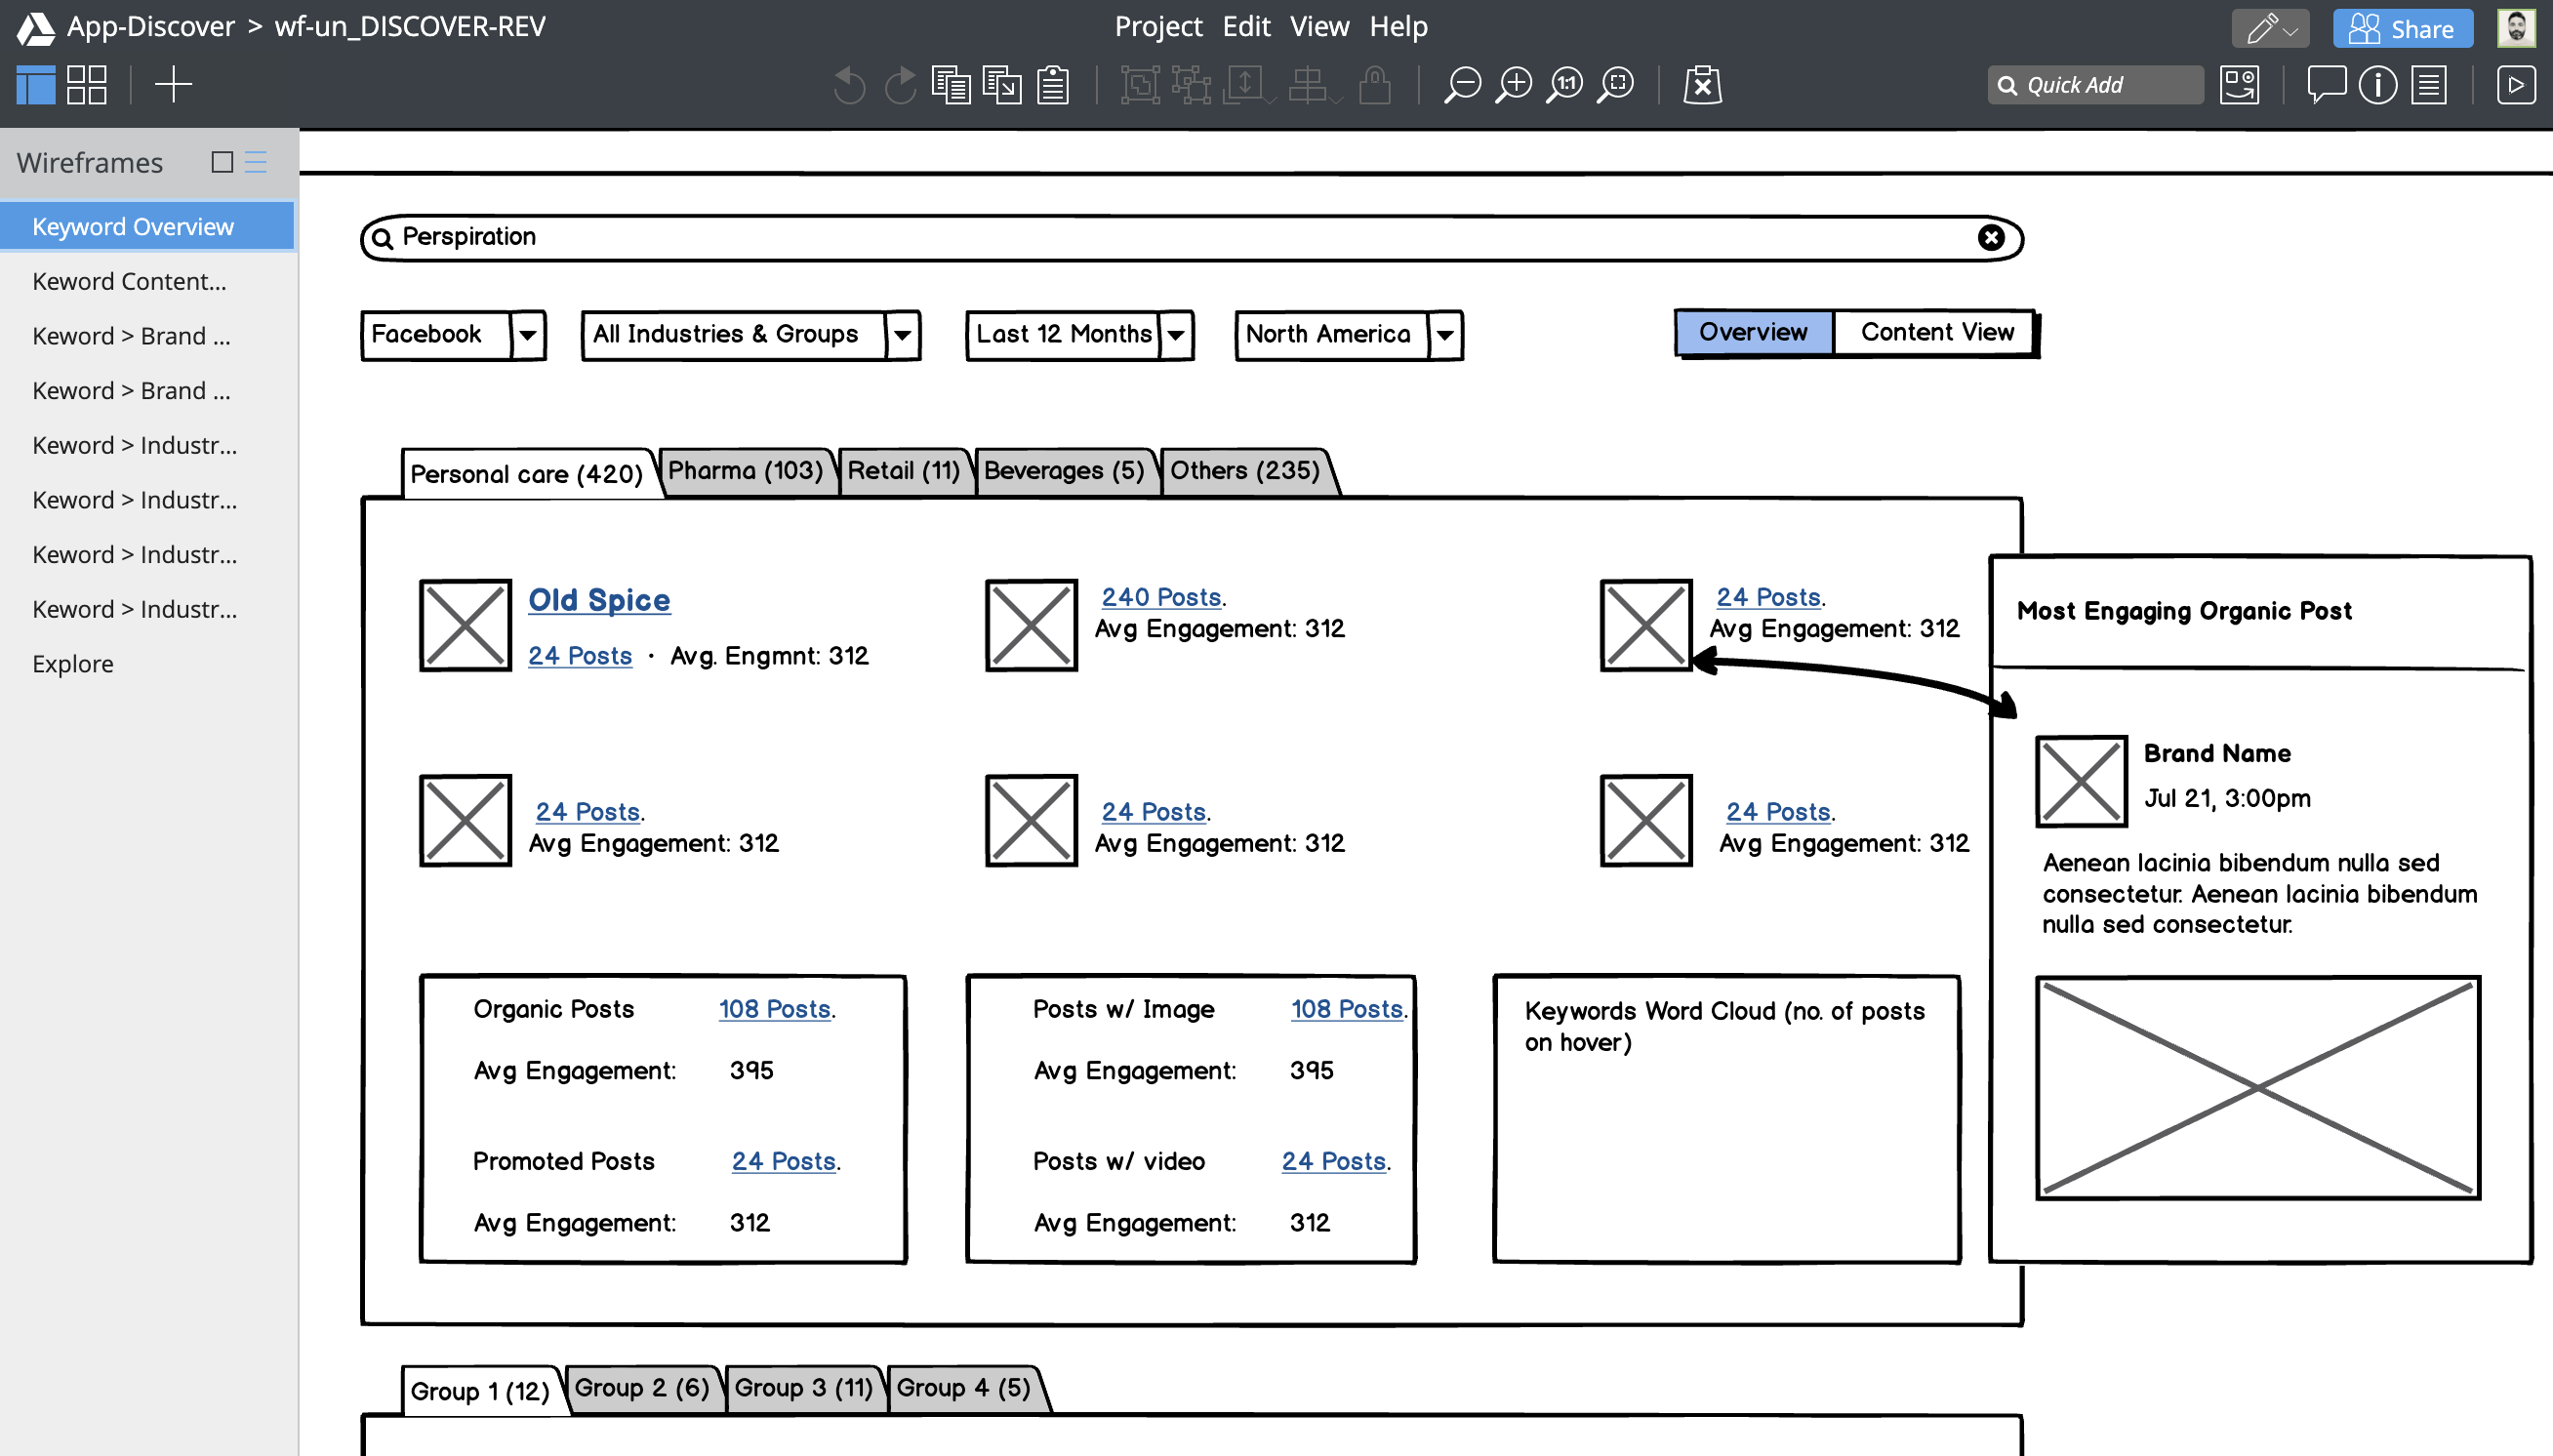 App-Discover > wf-un_DISCOVER-REV
Project Edit View Help
Share
1:1
Quick Add
Wireframes
Keyword Overview
Keword Content...
Keword > Brand ...
Keword > Brand ...
Keword > Industr...
Keword > Industr...
Keword > Industr...
Keword > Industr...
Explore
Perspiration
Facebook
All Industries & Groups
Last 12 Months
North America
Overview
Content View
Personal care (420)
Pharma (103)
Retail (11)
Beverages (5)
Others (235)
Old Spice
24 Posts · Avg. Engmnt: 312
240 Posts.
Avg Engagement: 312
24 Posts.
Avg Engagement: 312
24 Posts.
Avg Engagement: 312
24 Posts.
Avg Engagement: 312
24 Posts.
Avg Engagement: 312
Most Engaging Organic Post
Brand Name
Jul 21, 3:00pm
Aenean lacinia bibendum nulla sed
consectetur. Aenean lacinia bibendum
nulla sed consectetur.
Organic Posts 108 Posts.
Avg Engagement: 395
Promoted Posts 24 Posts.
Avg Engagement: 312
Posts w/ Image 108 Posts.
Avg Engagement: 395
Posts w/ video 24 Posts.
Avg Engagement: 312
Keywords Word Cloud (no. of posts
on hover)
Group 1 (12)
Group 2 (6)
Group 3 (11)
Group 4 (5)